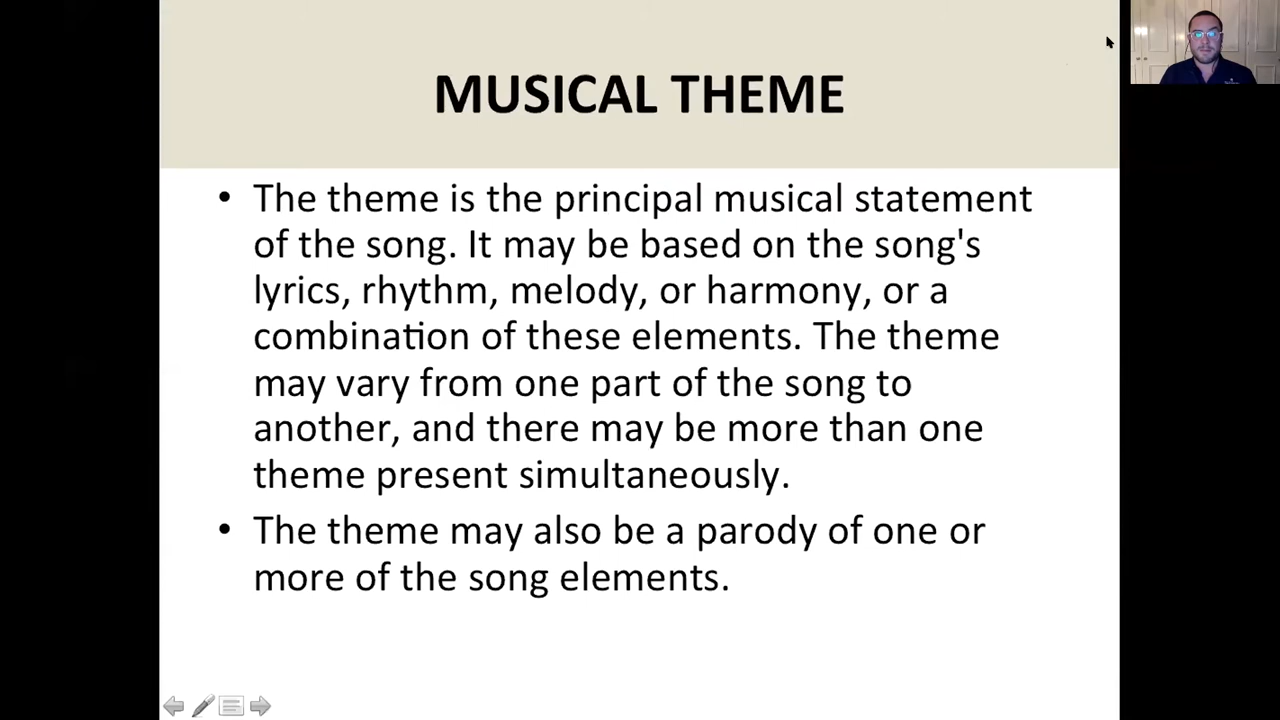 MUSICAL THEME
• The theme is the principal musical statement
of the song. It may be based on the song's
lyrics, rhythm, melody, or harmony, or a
combination of these elements. The theme
may vary from one part of the song to
another, and there may be more than one
theme present simultaneously.
• The theme may also be a parody of one or
more of the song elements.